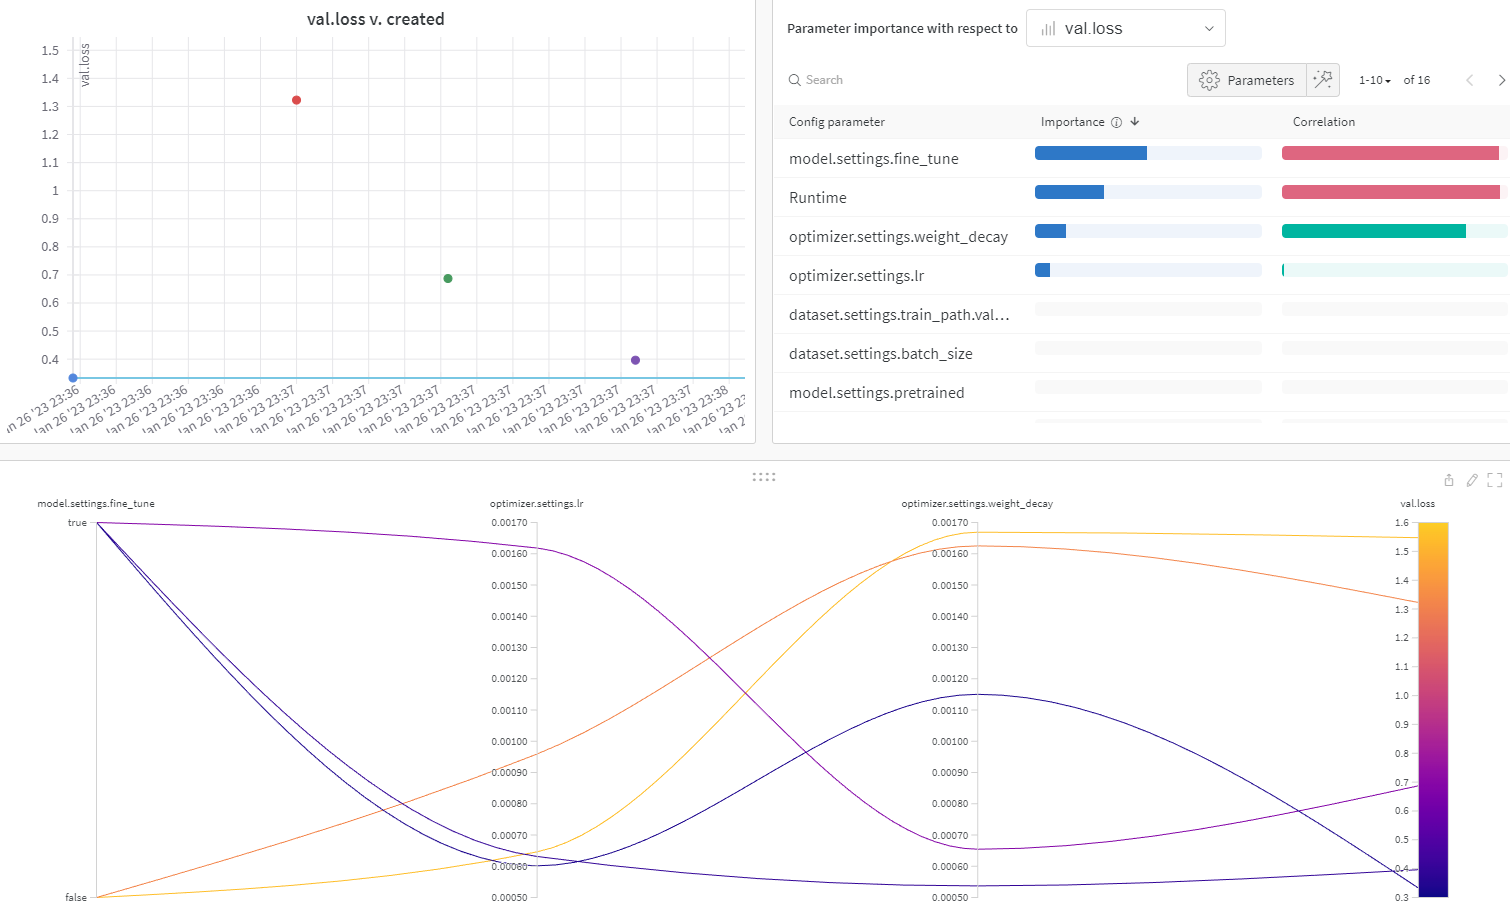 val.loss v. created
val.loss
1.5
1.4
1.3
1.2
1.1
1
0.9
0.8
0.7
0.6
0.5
0.4
26 '23 23:36
Jan 26 '23 23:36
Jan 26 '23 23:36
Jan 26 '23 23:36
Jan 26 '23 23:36
Jan 26 '23 23:36
Jan 26 '23 23:37
Jan 26 '23 23:37
Jan 26 '23 23:37
Jan 26 '23 23:37
Jan 26 '23 23:37
Jan 26 '23 23:37
Jan 26 '23 23:37
Jan 26 '23 23:37
Jan 26 '23 23:37
Jan 26 '23 23:37
Jan 26 '23 23:37
Jan 26 '23 23:37
Jan 26 '23 23:38
Parameter importance with respect to val.loss
Search Parameters 1-10 of 16
Config parameter Importance Correlation
model.settings.fine_tune
Runtime
optimizer.settings.weight_decay
optimizer.settings.lr
dataset.settings.train_path.val...
dataset.settings.batch_size
model.settings.pretrained
model.settings.fine_tune
true
false
optimizer.settings.lr
0.00170
0.00160
0.00150
0.00140
0.00130
0.00120
0.00110
0.00100
0.00090
0.00080
0.00070
0.00060
0.00050
optimizer.settings.weight_decay
0.00170
0.00160
0.00150
0.00140
0.00130
0.00120
0.00110
0.00100
0.00090
0.00080
0.00070
0.00060
0.00050
val.loss
1.6
1.5
1.4
1.3
1.2
1.1
1.0
0.9
0.8
0.7
0.6
0.5
0.4
0.3